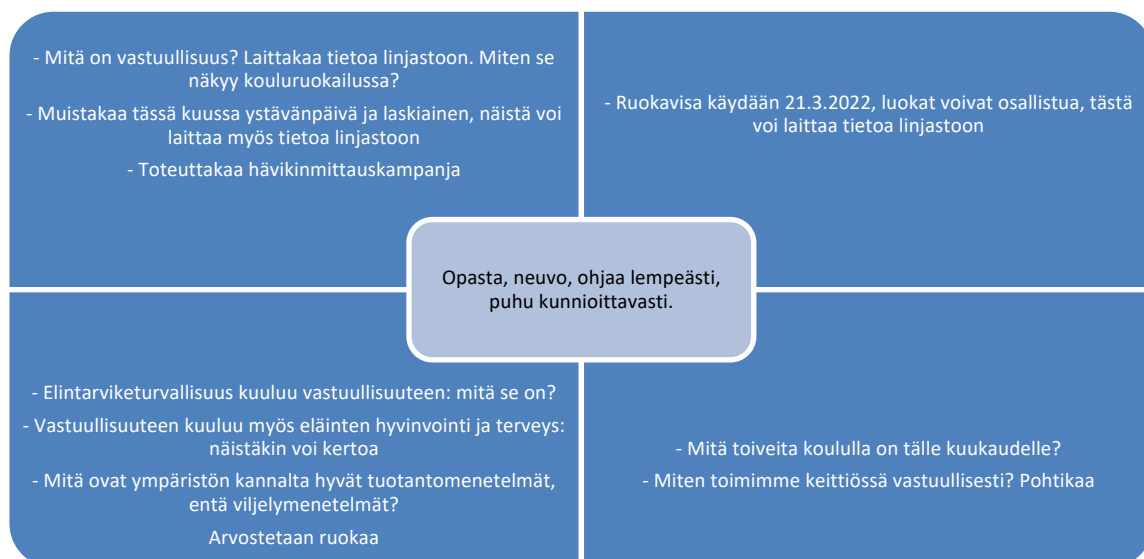 - Mitä on vastuullisuus? Laittakaa tietoa linjastoon. Miten se
näkyy kouluruokailussa?
- Muistakaa tässä kuussa ystävänpäivä ja laskiainen, näistä voi
laittaa myös tietoa linjastoon
- Toteuttakaa hävikinmittauskampanja
- Ruokavisa käydään 21.3.2022, luokat voivat osallistua, tästä
voi laittaa tietoa linjastoon
Opasta, neuvo, ohjaa lempeästi,
puhu kunnioittavasti.
- Elintarviketurvallisuus kuuluu vastuullisuuteen: mitä se on?
- Vastuullisuuteen kuuluu myös eläinten hyvinvointi ja terveys:
näistäkin voi kertoa
- Mitä ovat ympäristön kannalta hyvät tuotantomenetelmät,
entä viljelymenetelmät?
Arvostetaan ruokaa
- Mitä toiveita koululla on tälle kuukaudelle?
- Miten toimimme keittiössä vastuullisesti? Pohtikaa